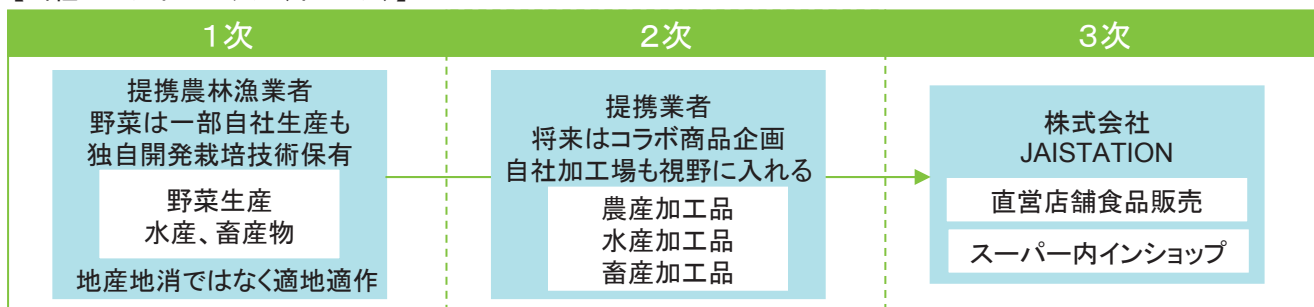 1次
2次
3次
提携農林漁業者
野菜は一部自社生産も
独自開発栽培技術保有
野菜生産
水産、畜産物
地産地消ではなく適地適作
提携業者
将来はコラボ商品企画
自社加工場も視野に入れる
農産加工品
水産加工品
畜産加工品
株式会社
JAISTATION
直営店舗食品販売
スーパー内インショップ